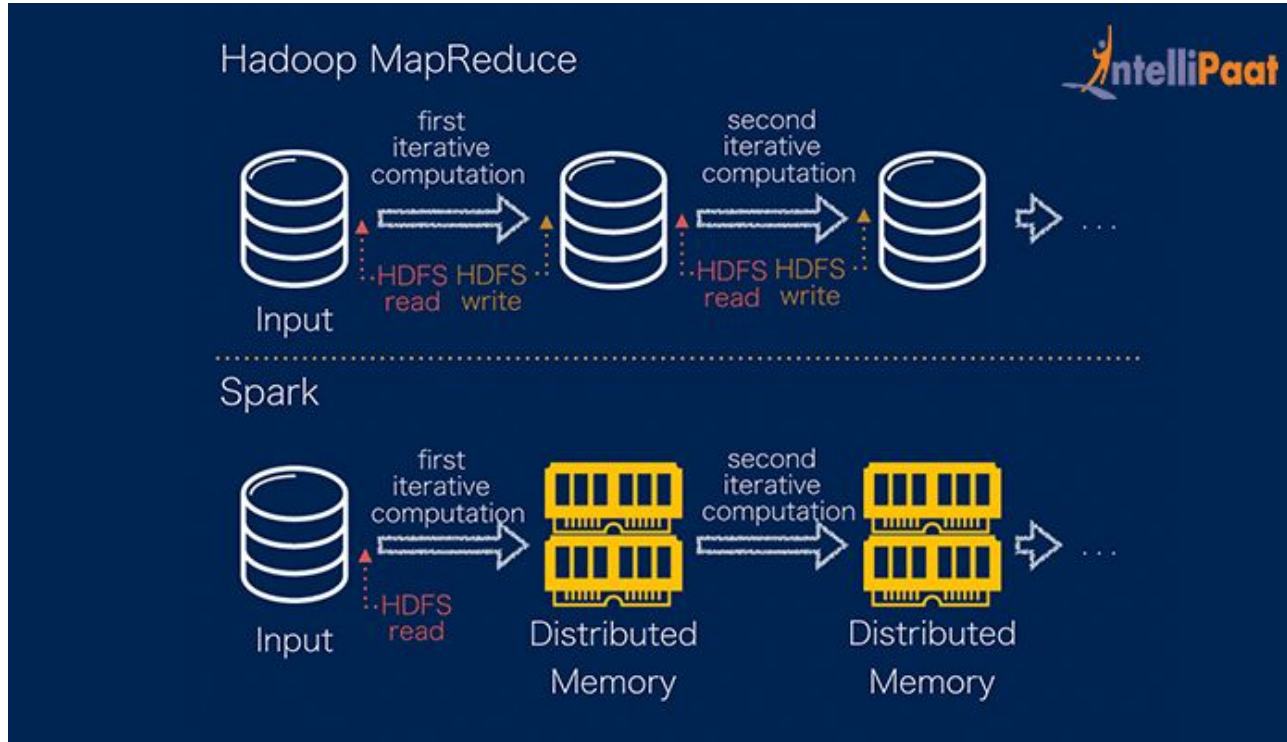 Hadoop MapReduce
IntelliPaat
first
iterative
computation
second
iterative
computation
HDFS
read
HDFS
write
HDFS
read
HDFS
write
...
Input
Spark
first
iterative
computation
second
iterative
computation
...
HDFS
read
Input
Distributed
Memory
Distributed
Memory